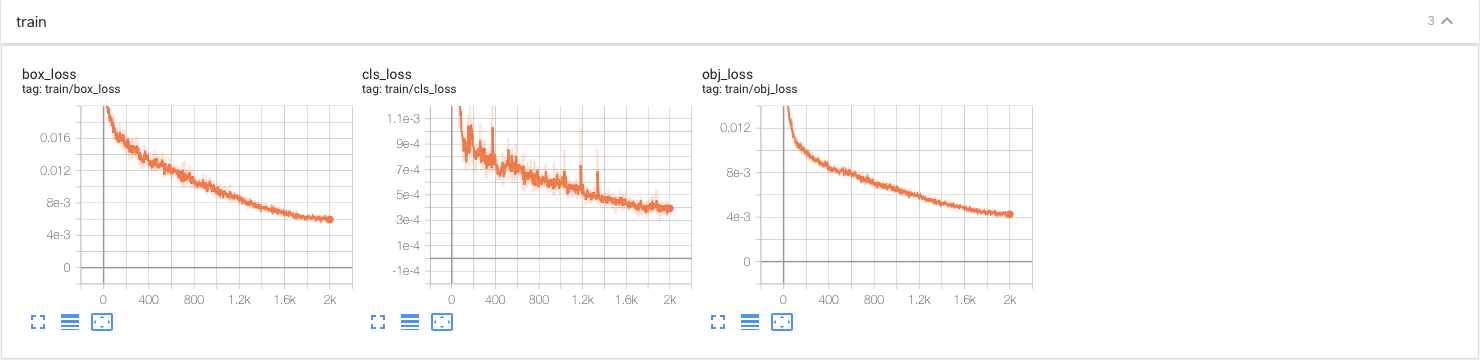 train 3
box_loss
tag: train/box_loss
0.016
0.012
8e-3
4e-3
0
0 400 800 1.2k 1.6k 2k
cls_loss
tag: train/cls_loss
1.1e-3
9e-4
7e-4
5e-4
3e-4
1e-4
-1e-4
0 400 800 1.2k 1.6k 2k
obj_loss
tag: train/obj_loss
0.012
8e-3
4e-3
0
0 400 800 1.2k 1.6k 2k